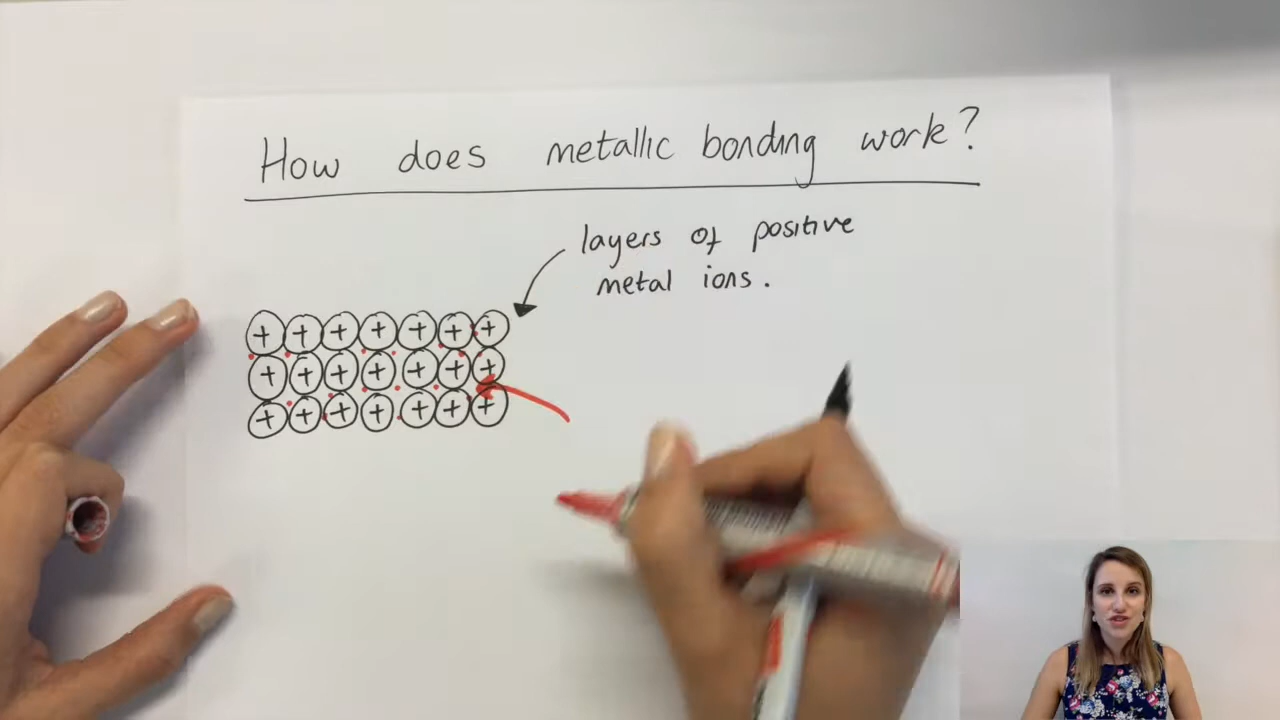 How does metallic bonding work?
layers of positive
metal ions.
+ + + + + + +
+ + + + + + +
+ + + + + + +